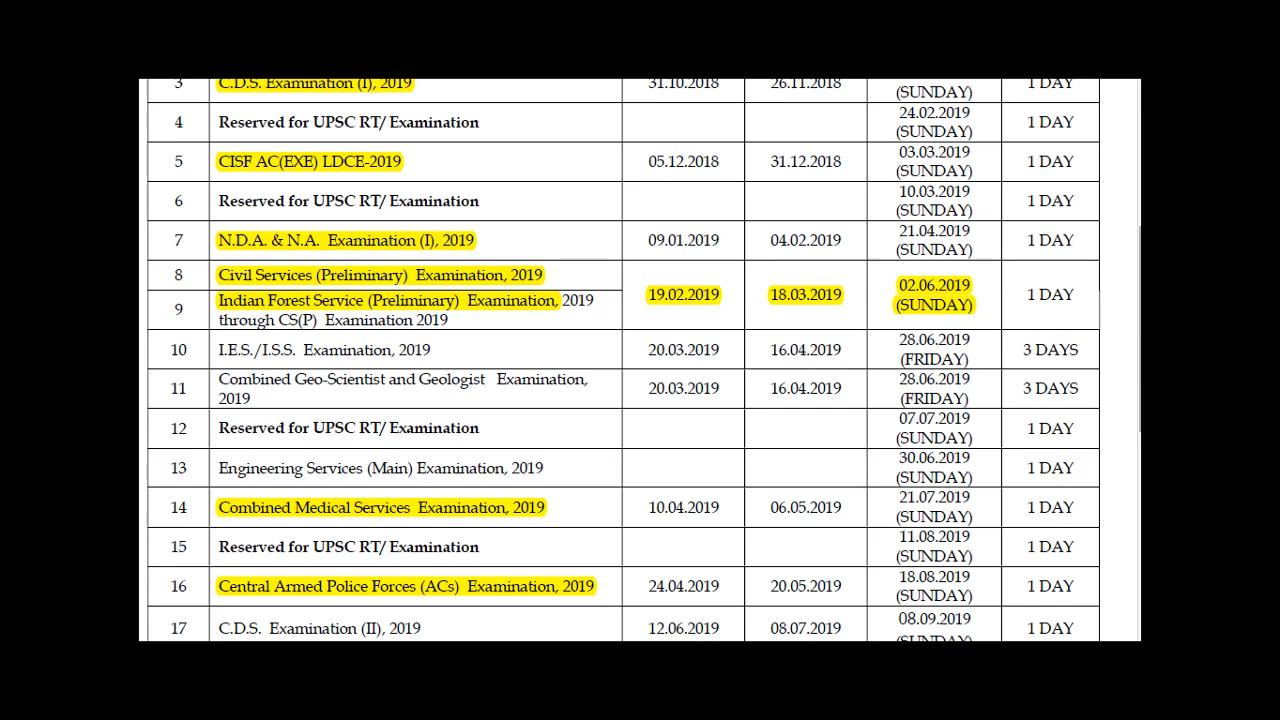 3 C.D.S. Examination (I), 2019 31.10.2018 26.11.2018 (SUNDAY) 1 DAY
4 Reserved for UPSC RT/ Examination 24.02.2019 (SUNDAY) 1 DAY
5 CISF AC(EXE) LDCE-2019 05.12.2018 31.12.2018 03.03.2019 (SUNDAY) 1 DAY
6 Reserved for UPSC RT/ Examination 10.03.2019 (SUNDAY) 1 DAY
7 N.D.A. & N.A. Examination (I), 2019 09.01.2019 04.02.2019 21.04.2019 (SUNDAY) 1 DAY
8 Civil Services (Preliminary) Examination, 2019 19.02.2019 18.03.2019 02.06.2019 (SUNDAY) 1 DAY
9 Indian Forest Service (Preliminary) Examination, 2019
through CS(P) Examination 2019
10 I.E.S./I.S.S. Examination, 2019 20.03.2019 16.04.2019 28.06.2019 (FRIDAY) 3 DAYS
11 Combined Geo-Scientist and Geologist Examination,
2019 20.03.2019 16.04.2019 28.06.2019 (FRIDAY) 3 DAYS
12 Reserved for UPSC RT/ Examination 07.07.2019 (SUNDAY) 1 DAY
13 Engineering Services (Main) Examination, 2019 30.06.2019 (SUNDAY) 1 DAY
14 Combined Medical Services Examination, 2019 10.04.2019 06.05.2019 21.07.2019 (SUNDAY) 1 DAY
15 Reserved for UPSC RT/ Examination 11.08.2019 (SUNDAY) 1 DAY
16 Central Armed Police Forces (ACs) Examination, 2019 24.04.2019 20.05.2019 18.08.2019 (SUNDAY) 1 DAY
17 C.D.S. Examination (II), 2019 12.06.2019 08.07.2019 08.09.2019 (SUNDAY) 1 DAY